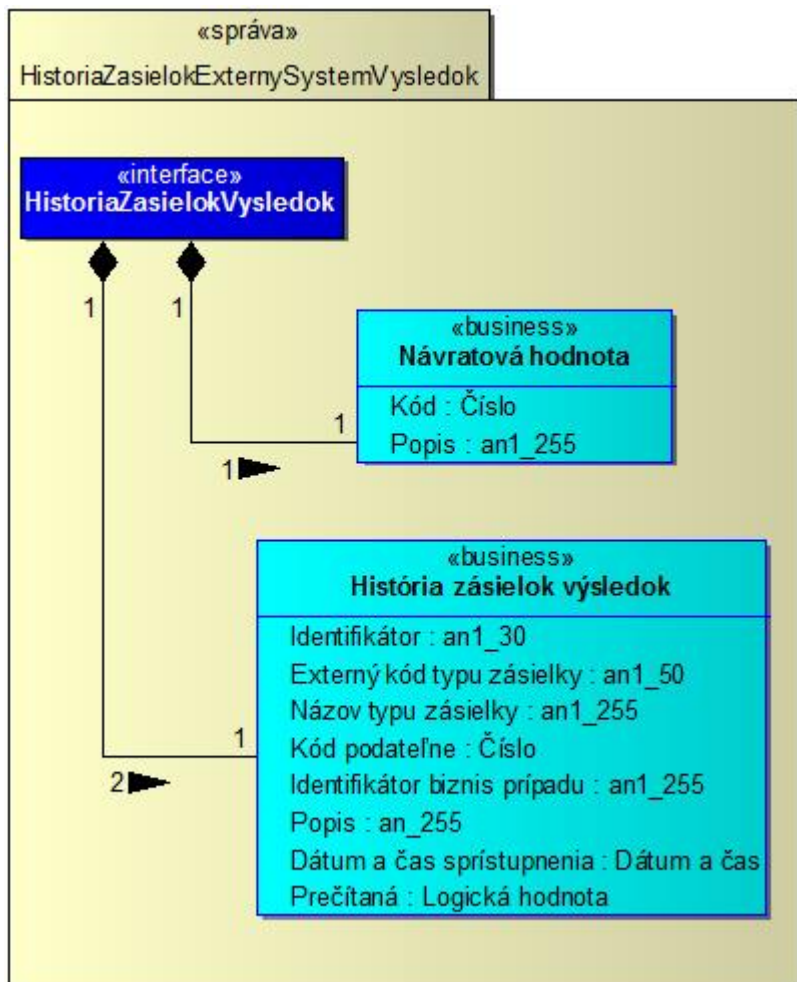 «správa»
HistoriaZasielokExternySystemVysledok
«interface»
HistoriaZasielokVysledok
1
1
«business»
Návratová hodnota
Kód : Číslo
Popis : an1_255
1
1
«business»
História zásielok výsledok
Identifikátor : an1_30
Externý kód typu zásielky : an1_50
Názov typu zásielky : an1_255
Kód podateľne : Číslo
Identifikátor biznis prípadu : an1_255
Popis : an_255
Dátum a čas sprístupnenia : Dátum a čas
Prečítaná : Logická hodnota
1
2